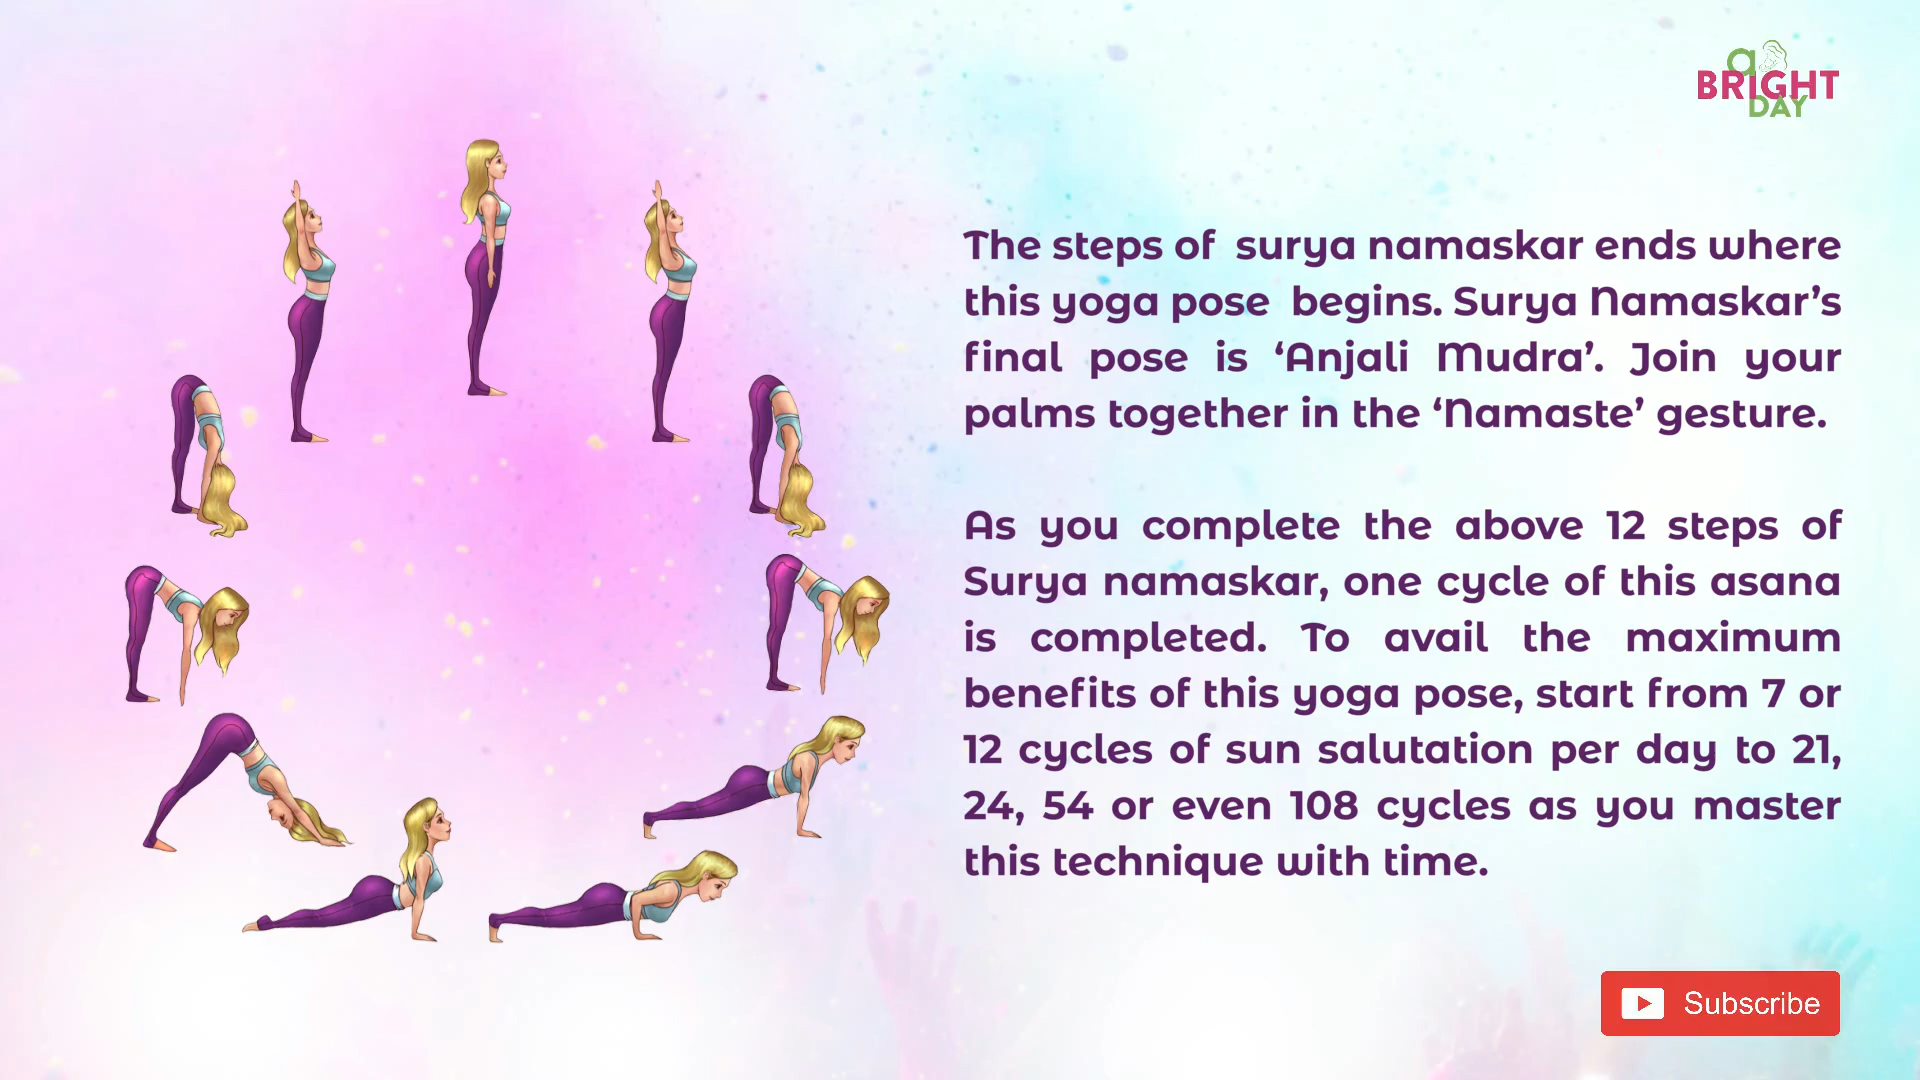 a
BRIGHT
DAY
The steps of surya namaskar ends where
this yoga pose begins. Surya Namaskar's
final pose is ‘Anjali Mudra’. Join your
palms together in the ‘Namaste’ gesture.
As you complete the above 12 steps of
Surya namaskar, one cycle of this asana
is completed. To avail the maximum
benefits of this yoga pose, start from 7 or
12 cycles of sun salutation per day to 21,
24, 54 or even 108 cycles as you master
this technique with time.
Subscribe